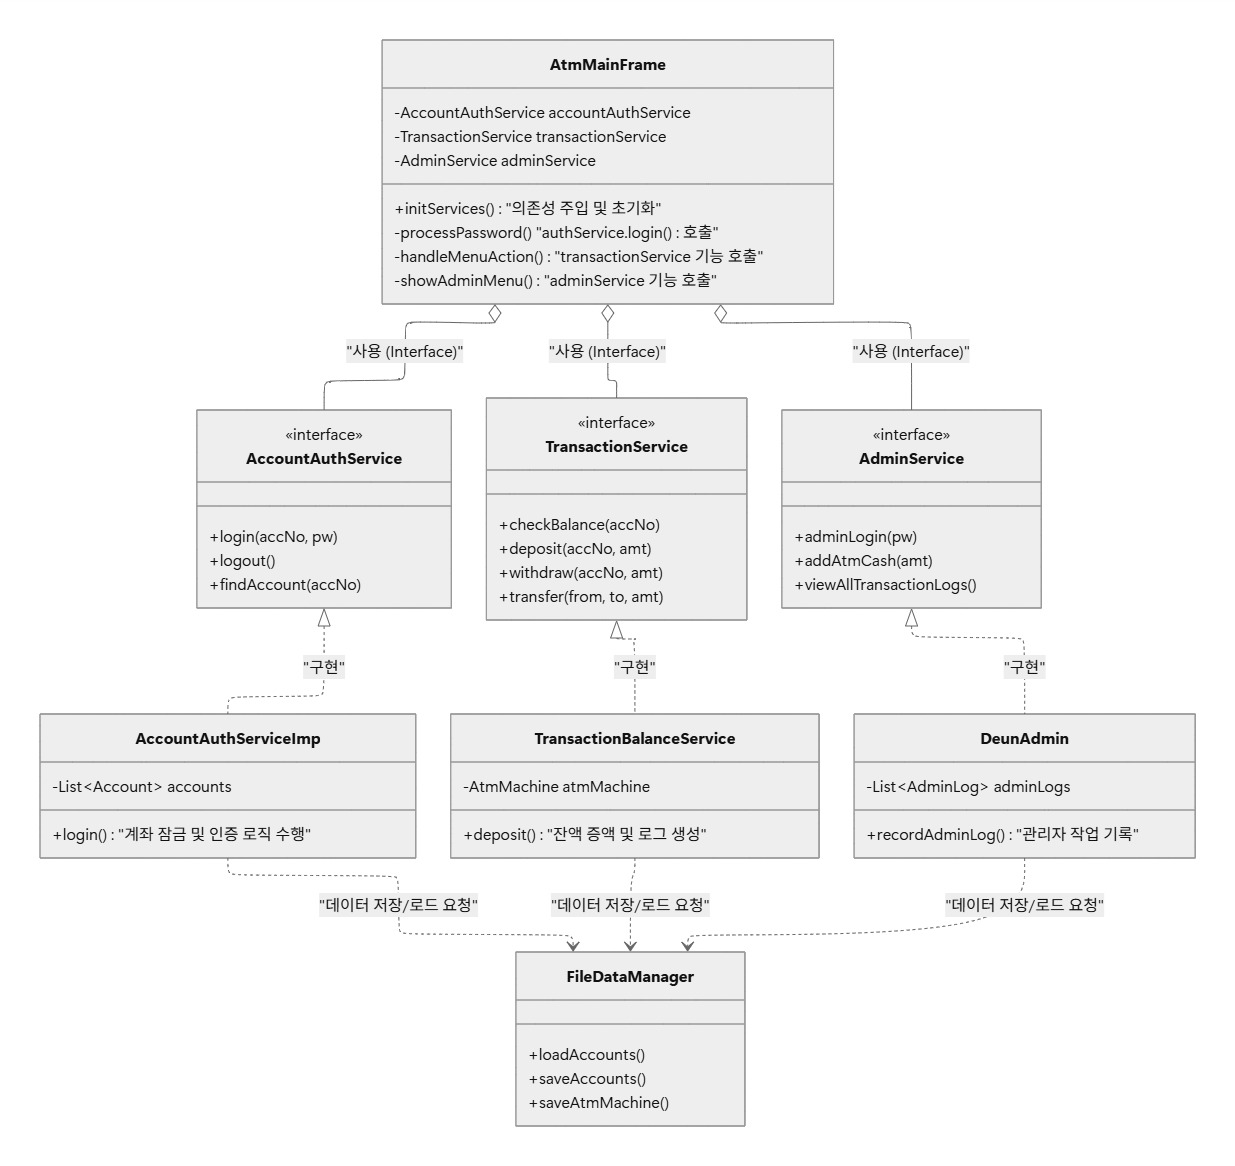 AtmMainFrame
-AccountAuthService accountAuthService
-TransactionService transactionService
-AdminService adminService
+initServices() : "의존성 주입 및 초기화"
-processPassword() "authService.login() : 호출"
-handleMenuAction() : "transactionService 기능 호출"
-showAdminMenu() : "adminService 기능 호출"
"사용 (Interface)"
"사용 (Interface)"
"사용 (Interface)"
«interface»
AccountAuthService
+login(accNo, pw)
+logout()
+findAccount(accNo)
«interface»
TransactionService
+checkBalance(accNo)
+deposit(accNo, amt)
+withdraw(accNo, amt)
+transfer(from, to, amt)
«interface»
AdminService
+adminLogin(pw)
+addAtmCash(amt)
+viewAllTransactionLogs()
"구현"
"구현"
"구현"
AccountAuthServiceImp
-List<Account> accounts
+login() : "계좌 잠금 및 인증 로직 수행"
TransactionBalanceService
-AtmMachine atmMachine
+deposit() : "잔액 증액 및 로그 생성"
DeunAdmin
-List<AdminLog> adminLogs
+recordAdminLog() : "관리자 작업 기록"
"데이터 저장/로드 요청"
"데이터 저장/로드 요청"
"데이터 저장/로드 요청"
FileDataManager
+loadAccounts()
+saveAccounts()
+saveAtmMachine()